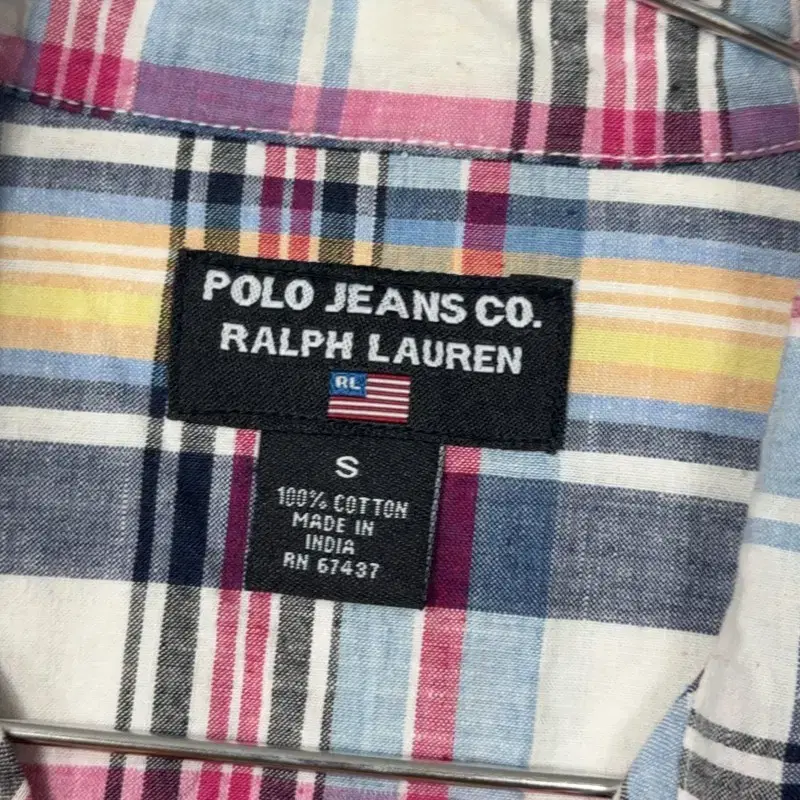 POLO JEANS CO.
RALPH LAUREN
RL
S
100% COTTON
MADE IN
INDIA
RN 67437